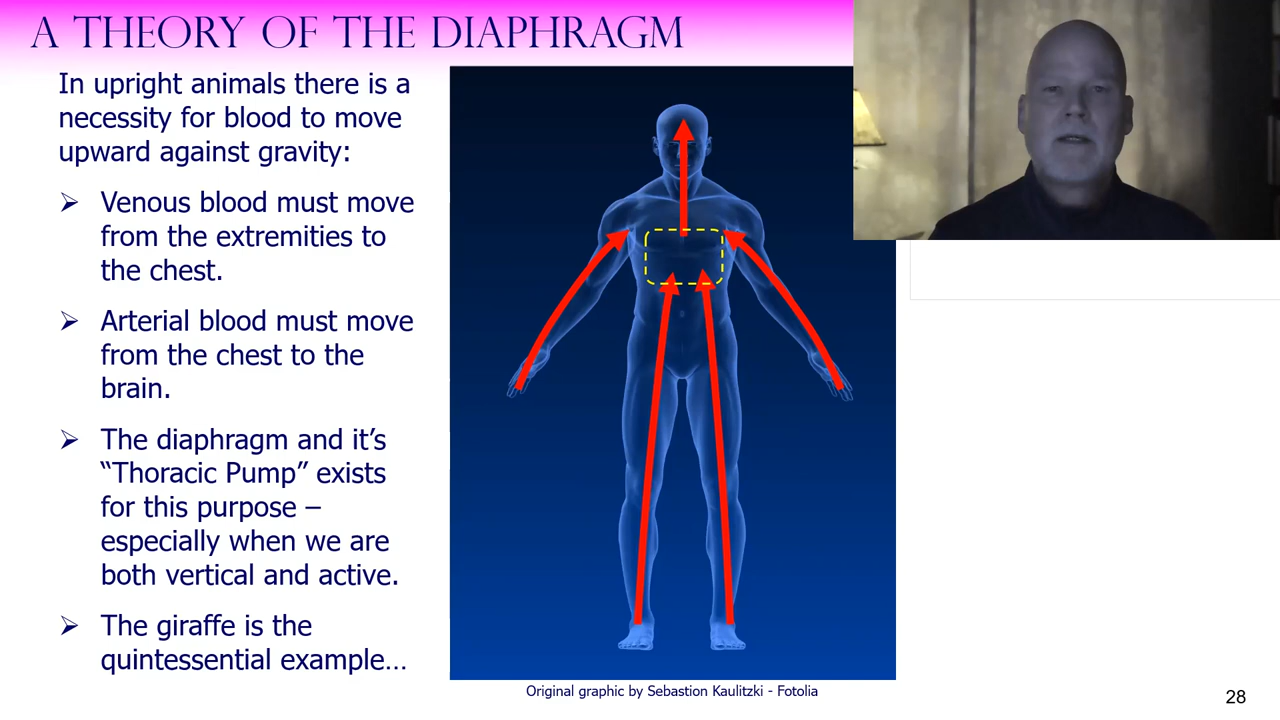 A THEORY OF THE DIAPHRAGM
In upright animals there is a
necessity for blood to move
upward against gravity:
➢ Venous blood must move
from the extremities to
the chest.
➢ Arterial blood must move
from the chest to the
brain.
➢ The diaphragm and it’s
“Thoracic Pump” exists
for this purpose –
especially when we are
both vertical and active.
➢ The giraffe is the
quintessential example…
Original graphic by Sebastion Kaulitzki - Fotolia
28